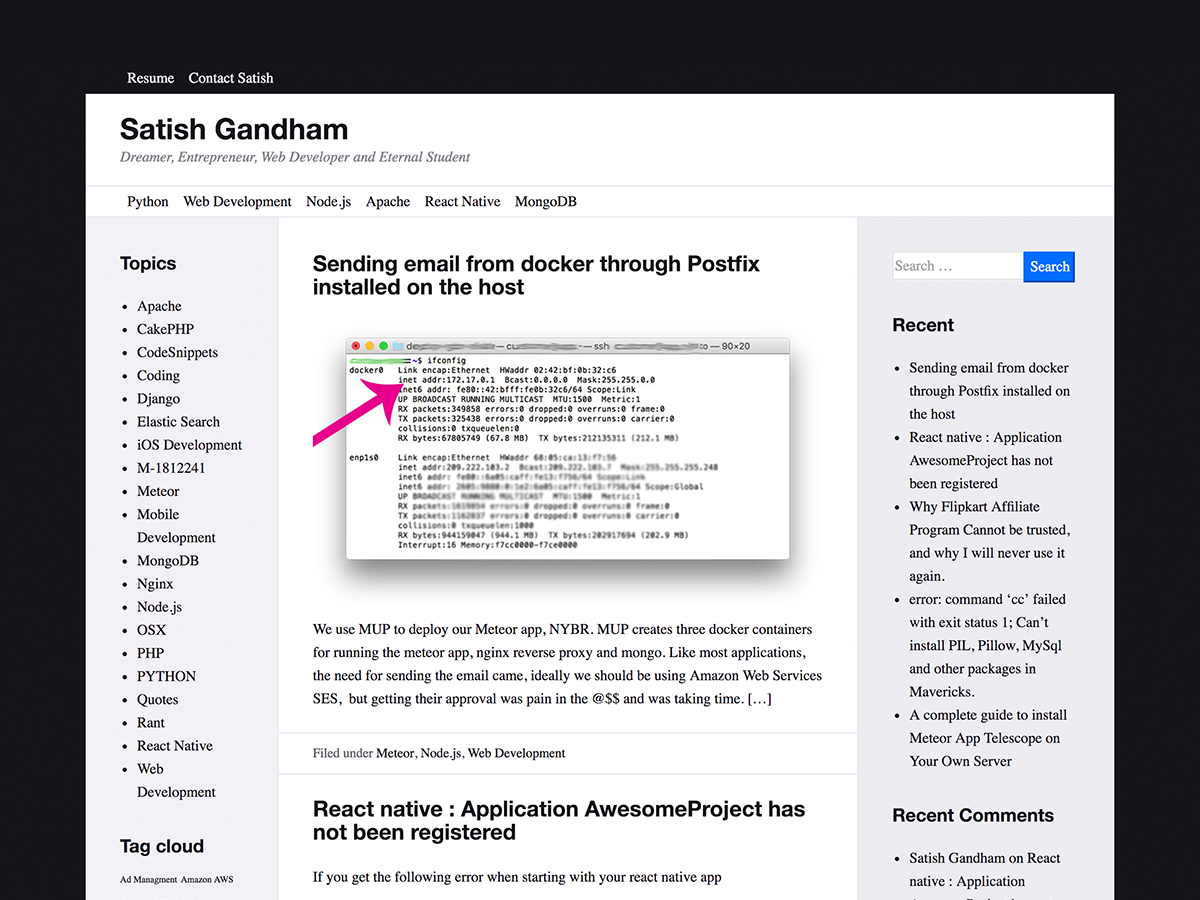 Resume Contact Satish
Satish Gandham
Dreamer, Entrepreneur, Web Developer and Eternal Student
Python Web Development Node.js Apache React Native MongoDB
Topics
Apache
CakePHP
CodeSnippets
Coding
Django
Elastic Search
iOS Development
M-1812241
Meteor
Mobile
Development
MongoDB
Nginx
Node.js
OSX
PHP
PYTHON
Quotes
Rant
React Native
Web
Development
Tag cloud
Ad Managment Amazon AWS
Sending email from docker through Postfix
installed on the host
— ssh — 90×20
~$ ifconfig
docker0 Link encap:Ethernet HWaddr 02:42:bf:0b:32:c6
inet addr:172.17.0.1 Bcast:0.0.0.0 Mask:255.255.0.0
inet6 addr: fe80::42:bfff:fe0b:32c6/64 Scope:Link
UP BROADCAST RUNNING MULTICAST MTU:1500 Metric:1
RX packets:349858 errors:0 dropped:0 overruns:0 frame:0
TX packets:325438 errors:0 dropped:0 overruns:0 carrier:0
collisions:0 txqueuelen:0
RX bytes:67805749 (67.8 MB) TX bytes:212135311 (212.1 MB)
enp1s0 Link encap:Ethernet HWaddr
inet addr:209.222.103.2 Bcast:209.222.103.7 Mask:255.255.255.248
inet6 addr: Scope:Link
inet6 addr: Scope:Global
UP BROADCAST RUNNING MULTICAST MTU:1500 Metric:1
RX packets:1619854 errors:0 dropped:0 overruns:0 frame:0
TX packets:1162837 errors:0 dropped:0 overruns:0 carrier:0
collisions:0 txqueuelen:1000
RX bytes:944159047 (944.1 MB) TX bytes:202917694 (202.9 MB)
Interrupt:16 Memory:f7cc0000-f7ce0000
We use MUP to deploy our Meteor app, NYBR. MUP creates three docker containers
for running the meteor app, nginx reverse proxy and mongo. Like most applications,
the need for sending the email came, ideally we should be using Amazon Web Services
SES, but getting their approval was pain in the @$$ and was taking time. […]
Filed under Meteor, Node.js, Web Development
React native : Application AwesomeProject has
not been registered
If you get the following error when starting with your react native app
Search …
Search
Recent
Sending email from docker
through Postfix installed on
the host
React native : Application
AwesomeProject has not
been registered
Why Flipkart Affiliate
Program Cannot be trusted,
and why I will never use it
again.
error: command ‘cc’ failed
with exit status 1; Can’t
install PIL, Pillow, MySql
and other packages in
Mavericks.
A complete guide to install
Meteor App Telescope on
Your Own Server
Recent Comments
Satish Gandham on React
native : Application